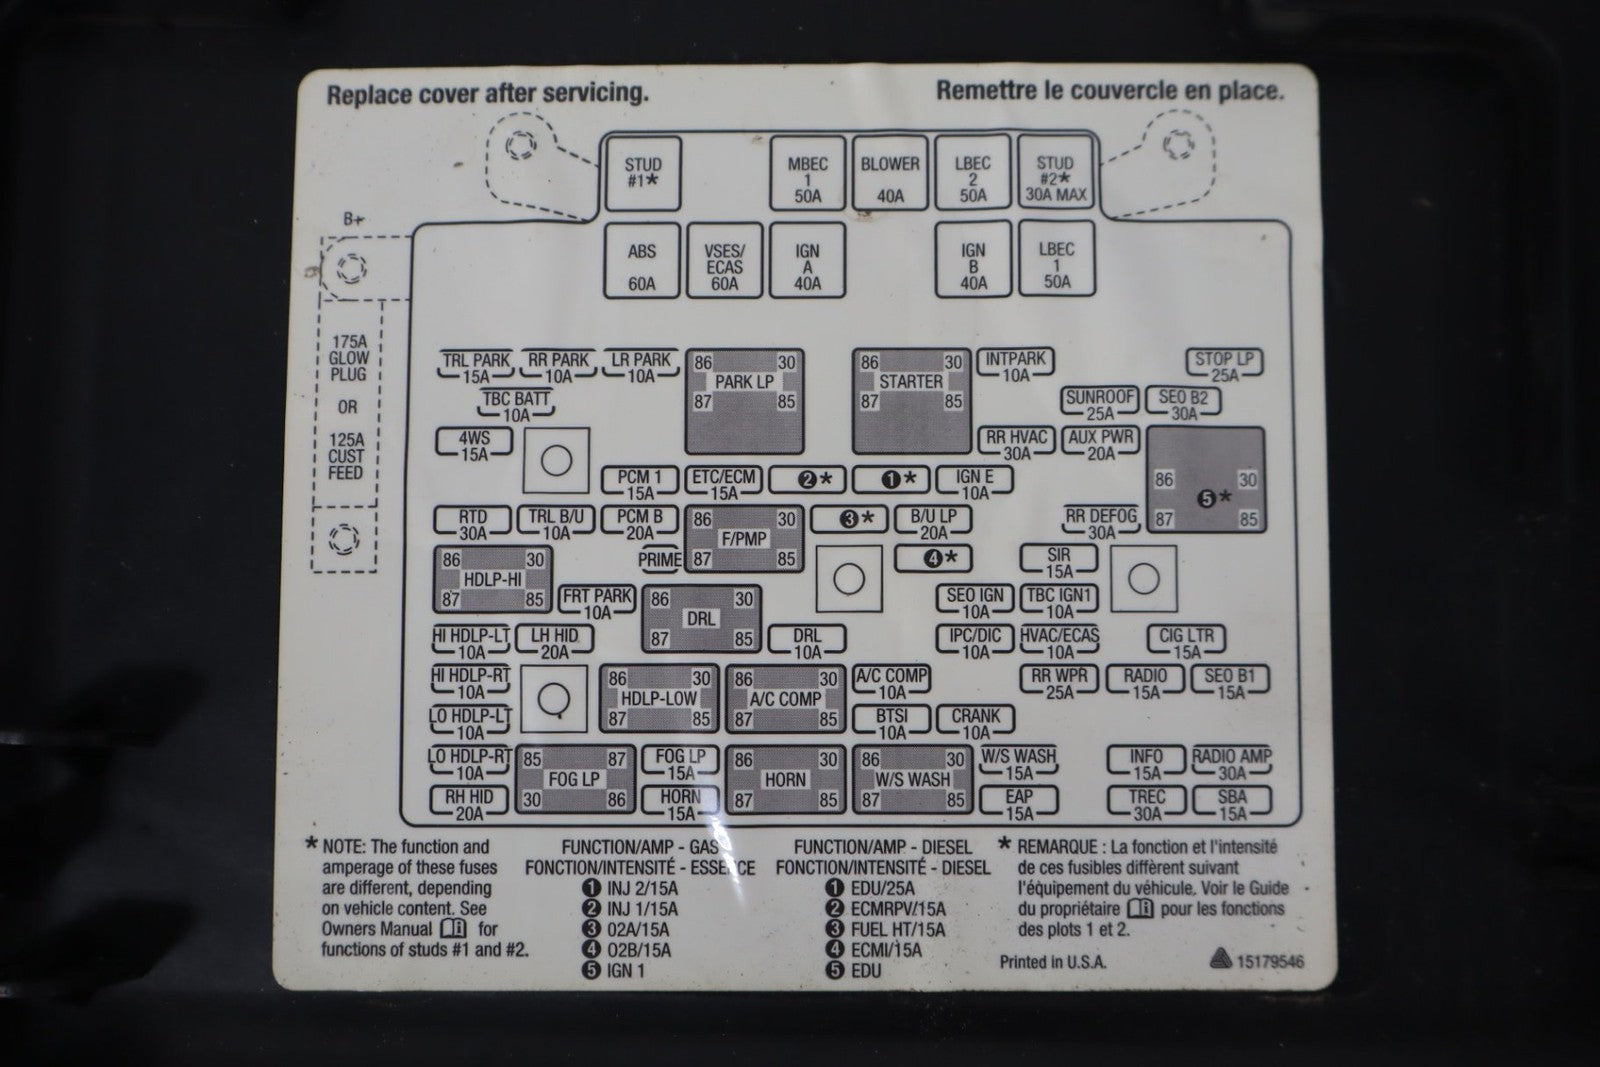 Replace cover after servicing.
Remettre le couvercle en place.
STUD
#1*
MBEC
1
50A
BLOWER
40A
LBEC
2
50A
STUD
#2*
30A MAX
B+
ABS
60A
VSES/
ECAS
60A
IGN
A
40A
IGN
B
40A
LBEC
1
50A
175A
GLOW
PLUG
OR
125A
CUST
FEED
TRL PARK
15A
RR PARK
10A
LR PARK
10A
86 30
PARK LP
87 85
86 30
STARTER
87 85
INTPARK
10A
STOP LP
25A
TBC BATT
10A
SUNROOF
25A
SEO B2
30A
4WS
15A
RR HVAC
30A
AUX PWR
20A
86 30
5*
87 85
PCM 1
15A
ETC/ECM
15A
2*
1*
IGN E
10A
RTD
30A
TRL B/U
10A
PCM B
20A
86 30
F/PMP
87 85
3*
B/U LP
20A
RR DEFOG
30A
PRIME
4*
SIR
15A
86 30
HDLP-HI
87 85
FRT PARK
10A
86 30
DRL
87 85
SEO IGN
10A
TBC IGN1
10A
HI HDLP-LT
10A
LH HID
20A
DRL
10A
IPC/DIC
10A
HVAC/ECAS
10A
CIG LTR
15A
HI HDLP-RT
10A
86 30
HDLP-LOW
87 85
86 30
A/C COMP
87 85
A/C COMP
10A
RR WPR
25A
RADIO
15A
SEO B1
15A
LO HDLP-LT
10A
BTSI
10A
CRANK
10A
LO HDLP-RT
10A
85 87
FOG LP
30 86
FOG LP
15A
86 30
HORN
87 85
86 30
W/S WASH
87 85
W/S WASH
15A
INFO
15A
RADIO AMP
30A
RH HID
20A
HORN
15A
EAP
15A
TREC
30A
SBA
15A
* NOTE: The function and
amperage of these fuses
are different, depending
on vehicle content. See
Owners Manual for
functions of studs #1 and #2.
FUNCTION/AMP - GAS
FONCTION/INTENSITÉ - ESSENCE
1 INJ 2/15A
2 INJ 1/15A
3 02A/15A
4 O2B/15A
5 IGN 1
FUNCTION/AMP - DIESEL
FONCTION/INTENSITÉ - DIESEL
1 EDU/25A
2 ECMRPV/15A
3 FUEL HT/15A
4 ECMI/15A
5 EDU
* REMARQUE : La fonction et l'intensité
de ces fusibles diffèrent suivant
l'équipement du véhicule. Voir le Guide
du propriétaire pour les fonctions
des plots 1 et 2.
Printed in U.S.A.
15179546